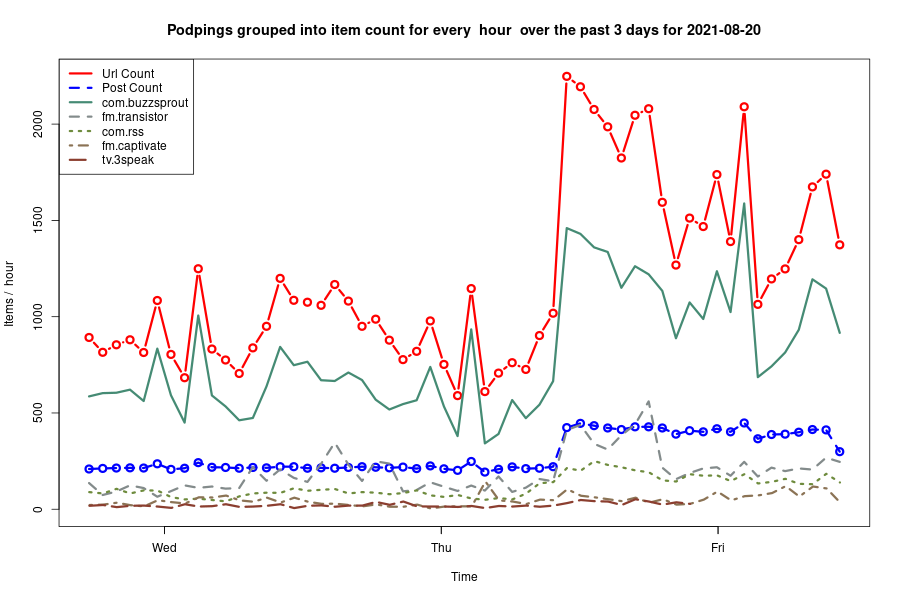 Podpings grouped into item count for every  hour  over the past 3 days for 2021-08-20
Url Count
Post Count
com.buzzsprout
fm.transistor
com.rss
fm.captivate
tv.3speak
2000
1500
1000
500
0
Items /  hour
Wed
Thu
Fri
Time